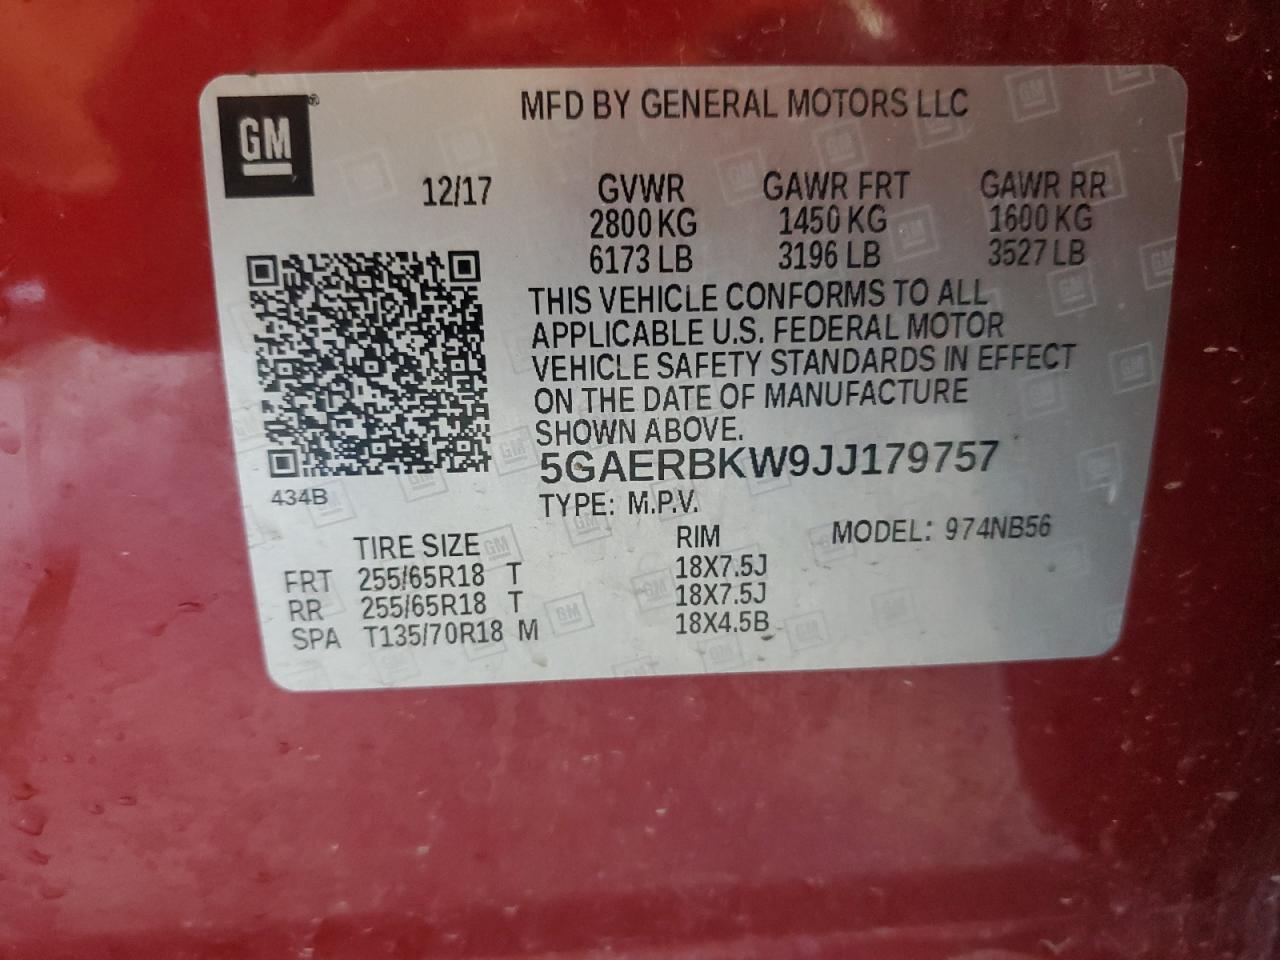 GM®
MFD BY GENERAL MOTORS LLC
12/17 GVWR GAWR FRT GAWR RR
2800 KG 1450 KG 1600 KG
6173 LB 3196 LB 3527 LB
THIS VEHICLE CONFORMS TO ALL
APPLICABLE U.S. FEDERAL MOTOR
VEHICLE SAFETY STANDARDS IN EFFECT
ON THE DATE OF MANUFACTURE
SHOWN ABOVE.
5GAERBKW9JJ179757
434B
TYPE: M.P.V.
TIRE SIZE RIM MODEL: 974NB56
FRT 255/65R18 T 18X7.5J
RR 255/65R18 T 18X7.5J
SPA T135/70R18 M 18X4.5B